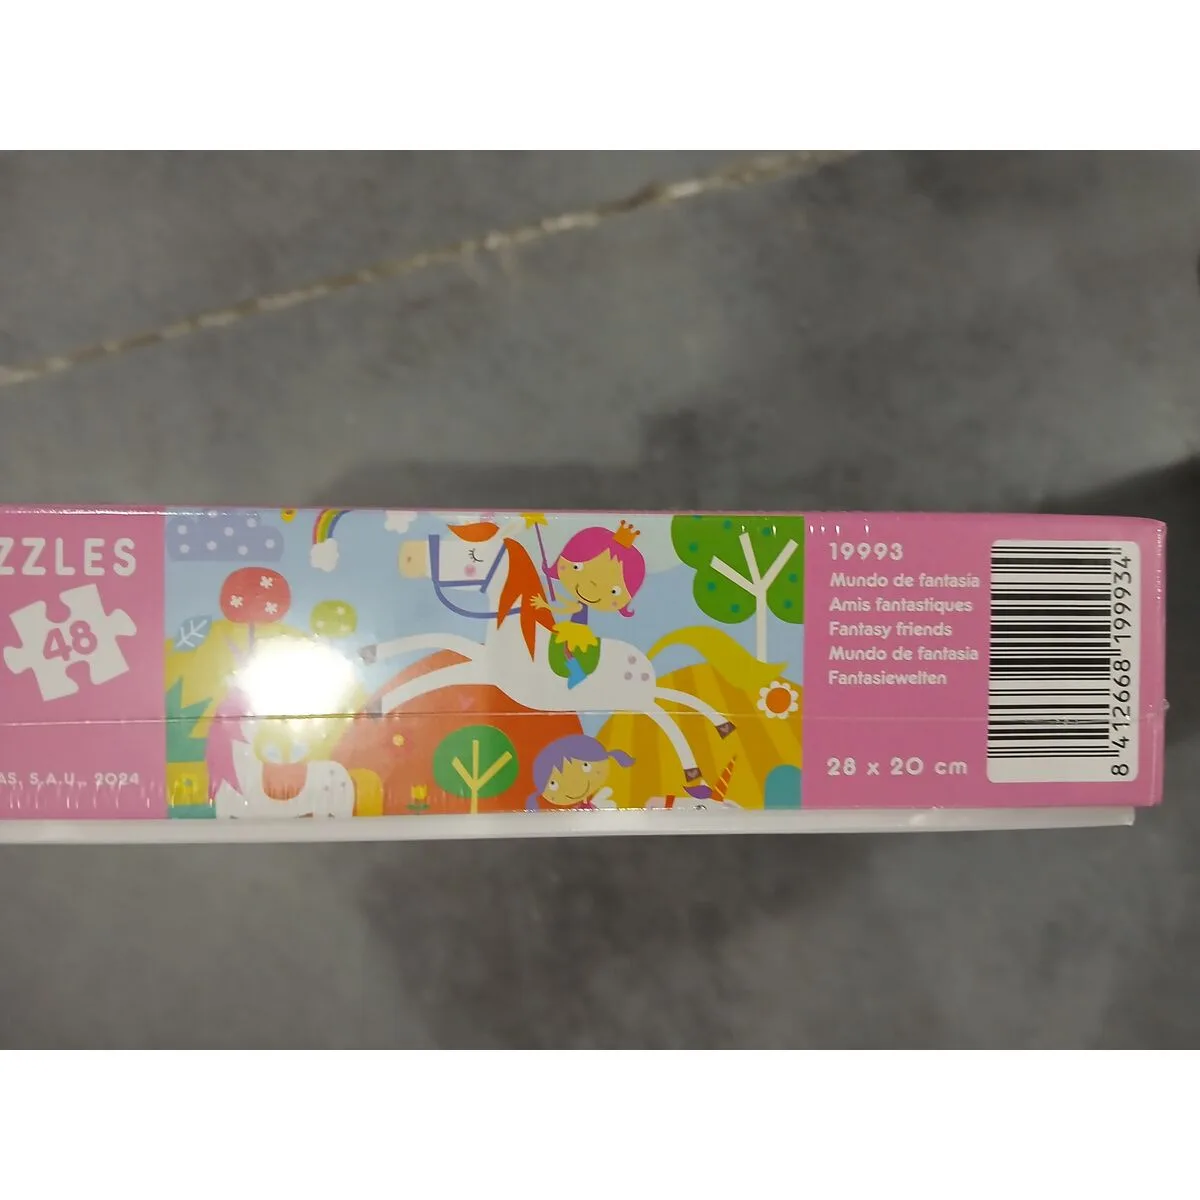 ZZLES
48
AS, S.A.U., 2024
19993
Mundo de fantasía
Amis fantastiques
Fantasy friends
Mundo de fantasia
Fantasiewelten
28 x 20 cm
8 412668 199934